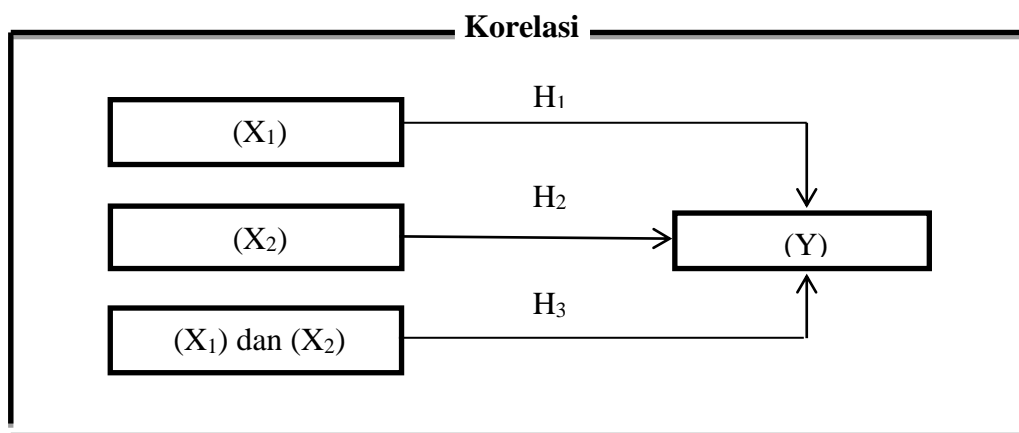 Korelasi
H₁
(X₁)
H₂
(X₂)
(Y)
H₃
(X₁) dan (X₂)